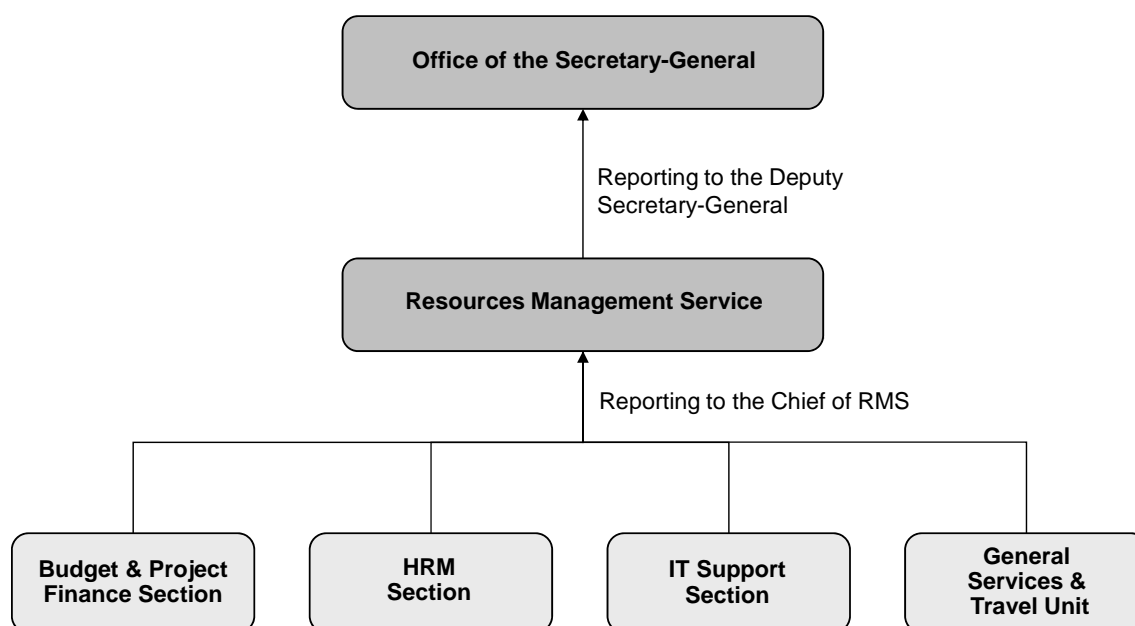 Office of the Secretary-General
Reporting to the Deputy
Secretary-General
Resources Management Service
Reporting to the Chief of RMS
Budget & Project
Finance Section
HRM
Section
IT Support
Section
General
Services &
Travel Unit